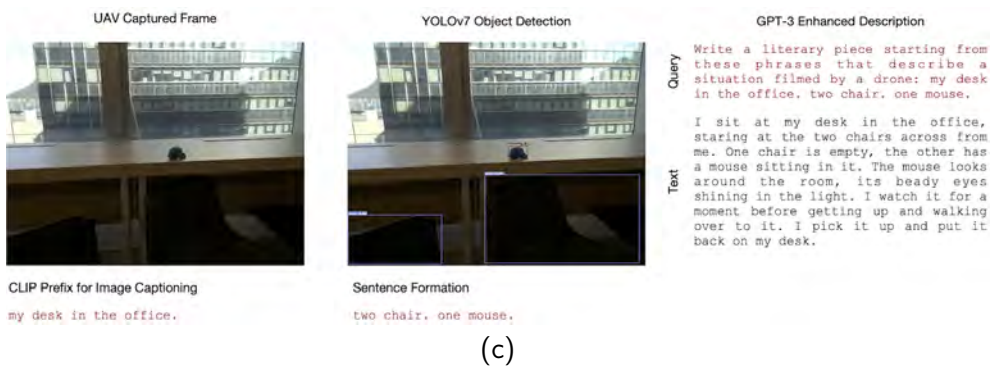 UAV Captured Frame
YOLOv7 Object Detection
GPT-3 Enhanced Description
Query
Write a literary piece starting from
these phrases that describe a
situation filmed by a drone: my desk
in the office. two chair. one mouse.
Text
I sit at my desk in the office,
staring at the two chairs across from
me. One chair is empty, the other has
a mouse sitting in it. The mouse looks
around the room, its beady eyes
shining in the light. I watch it for a
moment before getting up and walking
over to it. I pick it up and put it
back on my desk.
CLIP Prefix for Image Captioning
my desk in the office.
Sentence Formation
two chair. one mouse.
(c)